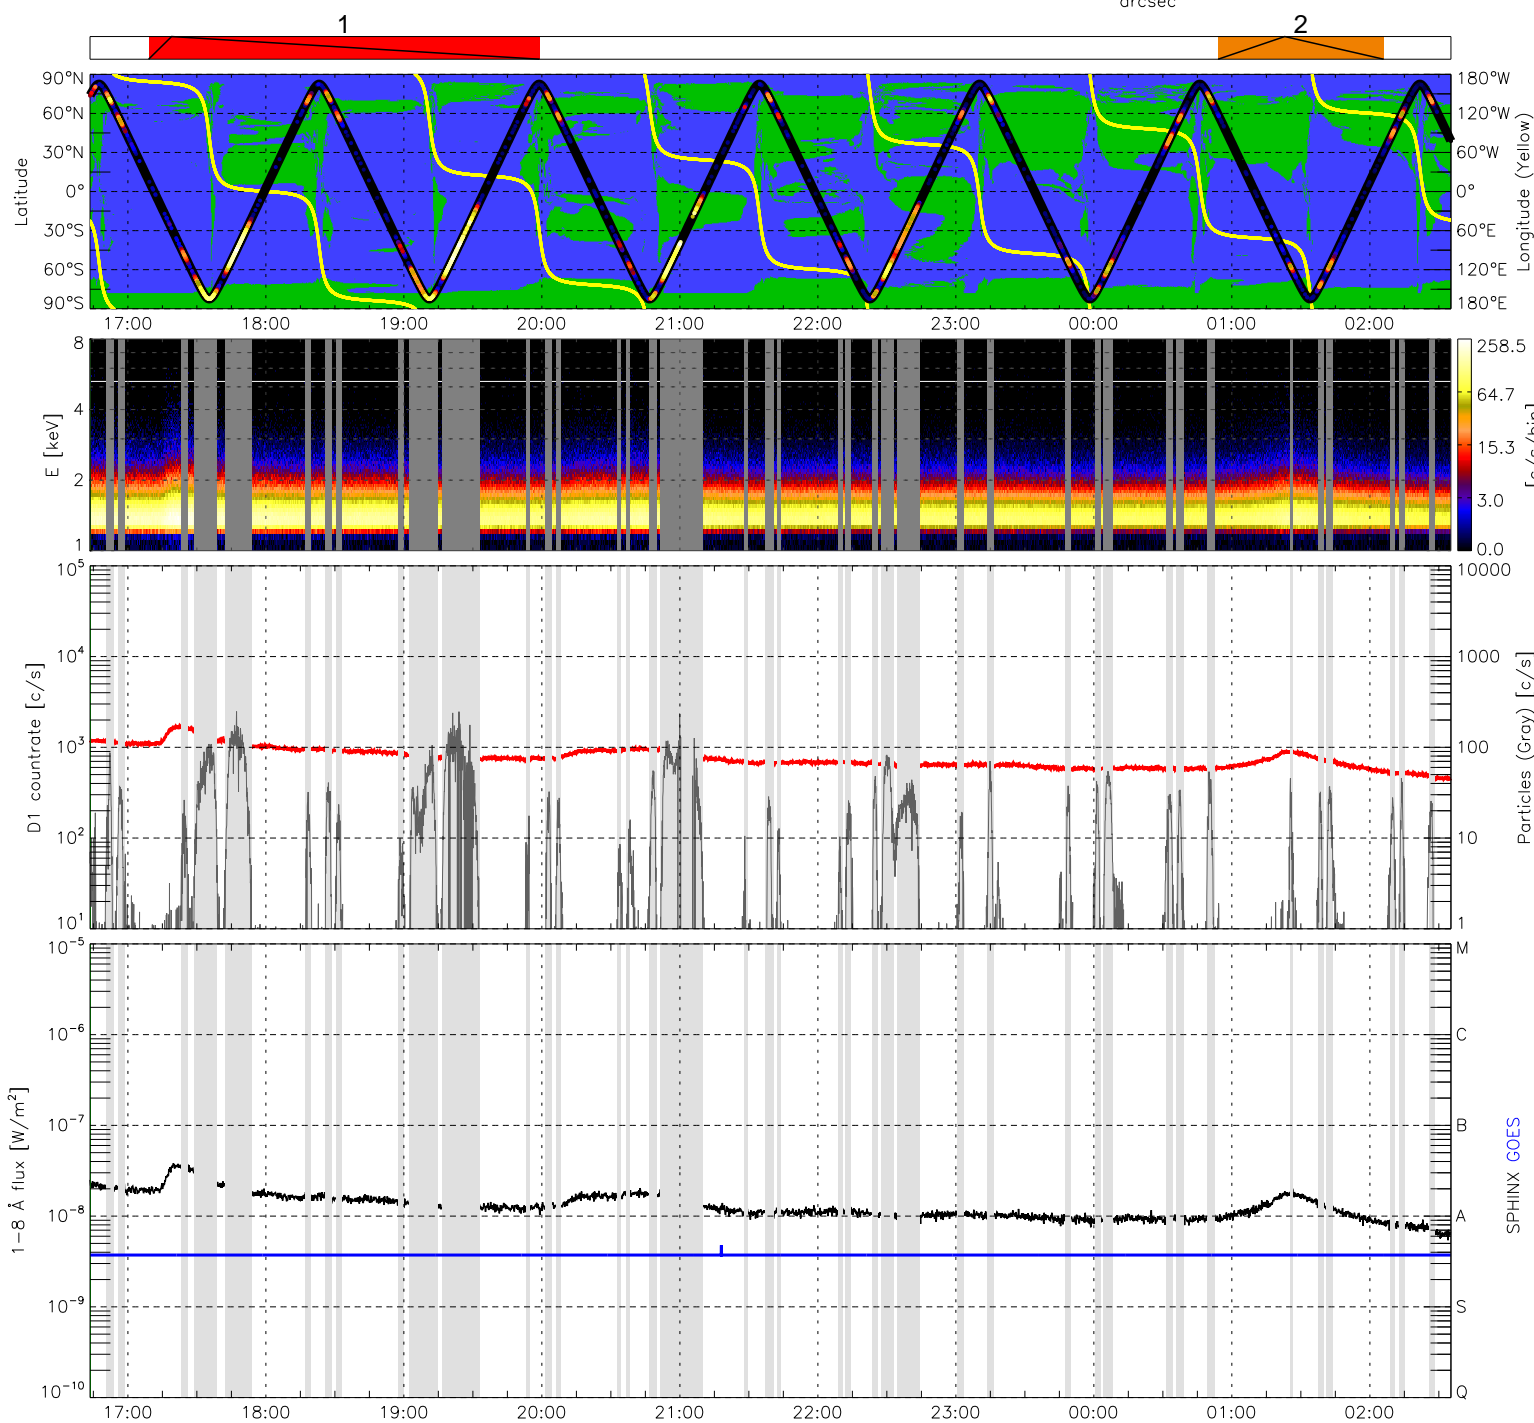 arcsec
1 2
90°N 180°W
60°N 120°W
30°N 60°W
0° 0°
30°S 60°E
60°S 120°E
90°S 180°E
Latitude
Longitude (Yellow)
17:00 18:00 19:00 20:00 21:00 22:00 23:00 00:00 01:00 02:00
8 258.5
4 64.7
15.3
2 3.0
1 0.0
E [keV]
[c/s/bin]
10⁵ 10000
10⁴ 1000
10³ 100
10² 10
10¹ 1
D1 countrate [c/s]
Particles (Gray) [c/s]
10⁻⁵ M
10⁻⁶ C
10⁻⁷ B
10⁻⁸ A
10⁻⁹ S
10⁻¹⁰ Q
1–8 Å flux [W/m²]
SPHINX GOES
17:00 18:00 19:00 20:00 21:00 22:00 23:00 00:00 01:00 02:00